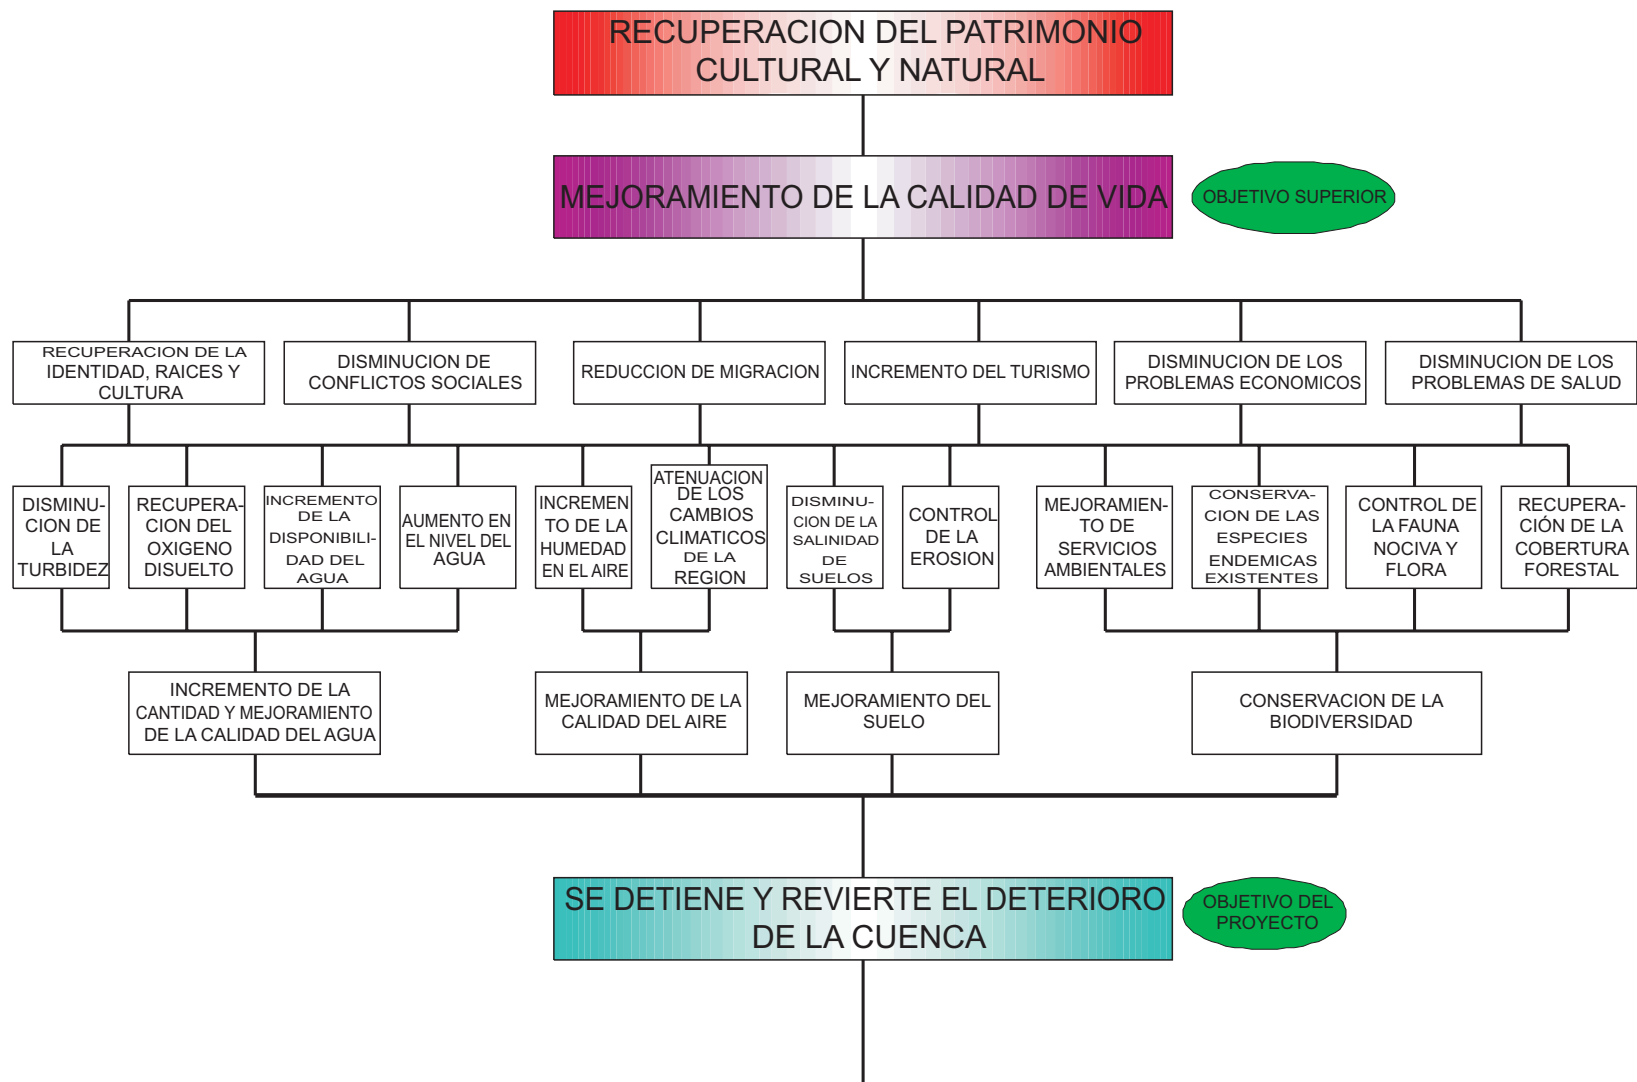 RECUPERACION DEL PATRIMONIO
CULTURAL Y NATURAL
MEJORAMIENTO DE LA CALIDAD DE VIDA
OBJETIVO SUPERIOR
RECUPERACION DE LA
IDENTIDAD, RAICES Y
CULTURA
DISMINUCION DE
CONFLICTOS SOCIALES
REDUCCION DE MIGRACION
INCREMENTO DEL TURISMO
DISMINUCION DE LOS
PROBLEMAS ECONOMICOS
DISMINUCION DE LOS
PROBLEMAS DE SALUD
DISMINU-
CION DE
LA
TURBIDEZ
RECUPERA-
CION DEL
OXIGENO
DISUELTO
INCREMENTO
DE LA
DISPONIBILI-
DAD DEL
AGUA
AUMENTO EN
EL NIVEL DEL
AGUA
INCREMEN
TO DE LA
HUMEDAD
EN EL AIRE
ATENUACION
DE LOS
CAMBIOS
CLIMATICOS
DE LA
REGION
DISMINU-
CION DE LA
SALINIDAD
DE
SUELOS
CONTROL
DE LA
EROSION
MEJORAMIEN-
TO DE
SERVICIOS
AMBIENTALES
CONSERVA-
CION DE LAS
ESPECIES
ENDEMICAS
EXISTENTES
CONTROL DE
LA FAUNA
NOCIVA Y
FLORA
RECUPERA-
CIÓN DE LA
COBERTURA
FORESTAL
INCREMENTO DE LA
CANTIDAD Y MEJORAMIENTO
DE LA CALIDAD DEL AGUA
MEJORAMIENTO DE LA
CALIDAD DEL AIRE
MEJORAMIENTO DEL
SUELO
CONSERVACION DE LA
BIODIVERSIDAD
SE DETIENE Y REVIERTE EL DETERIORO
DE LA CUENCA
OBJETIVO DEL
PROYECTO